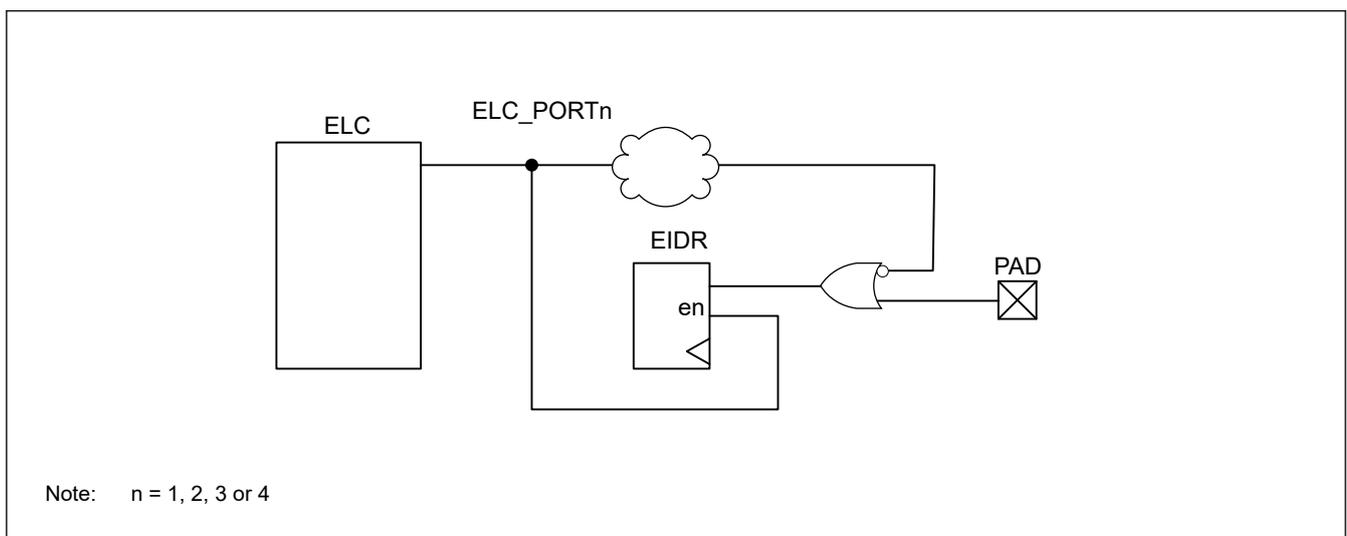 ELC_PORTn
ELC
EIDR
en
PAD
Note: n = 1, 2, 3 or 4